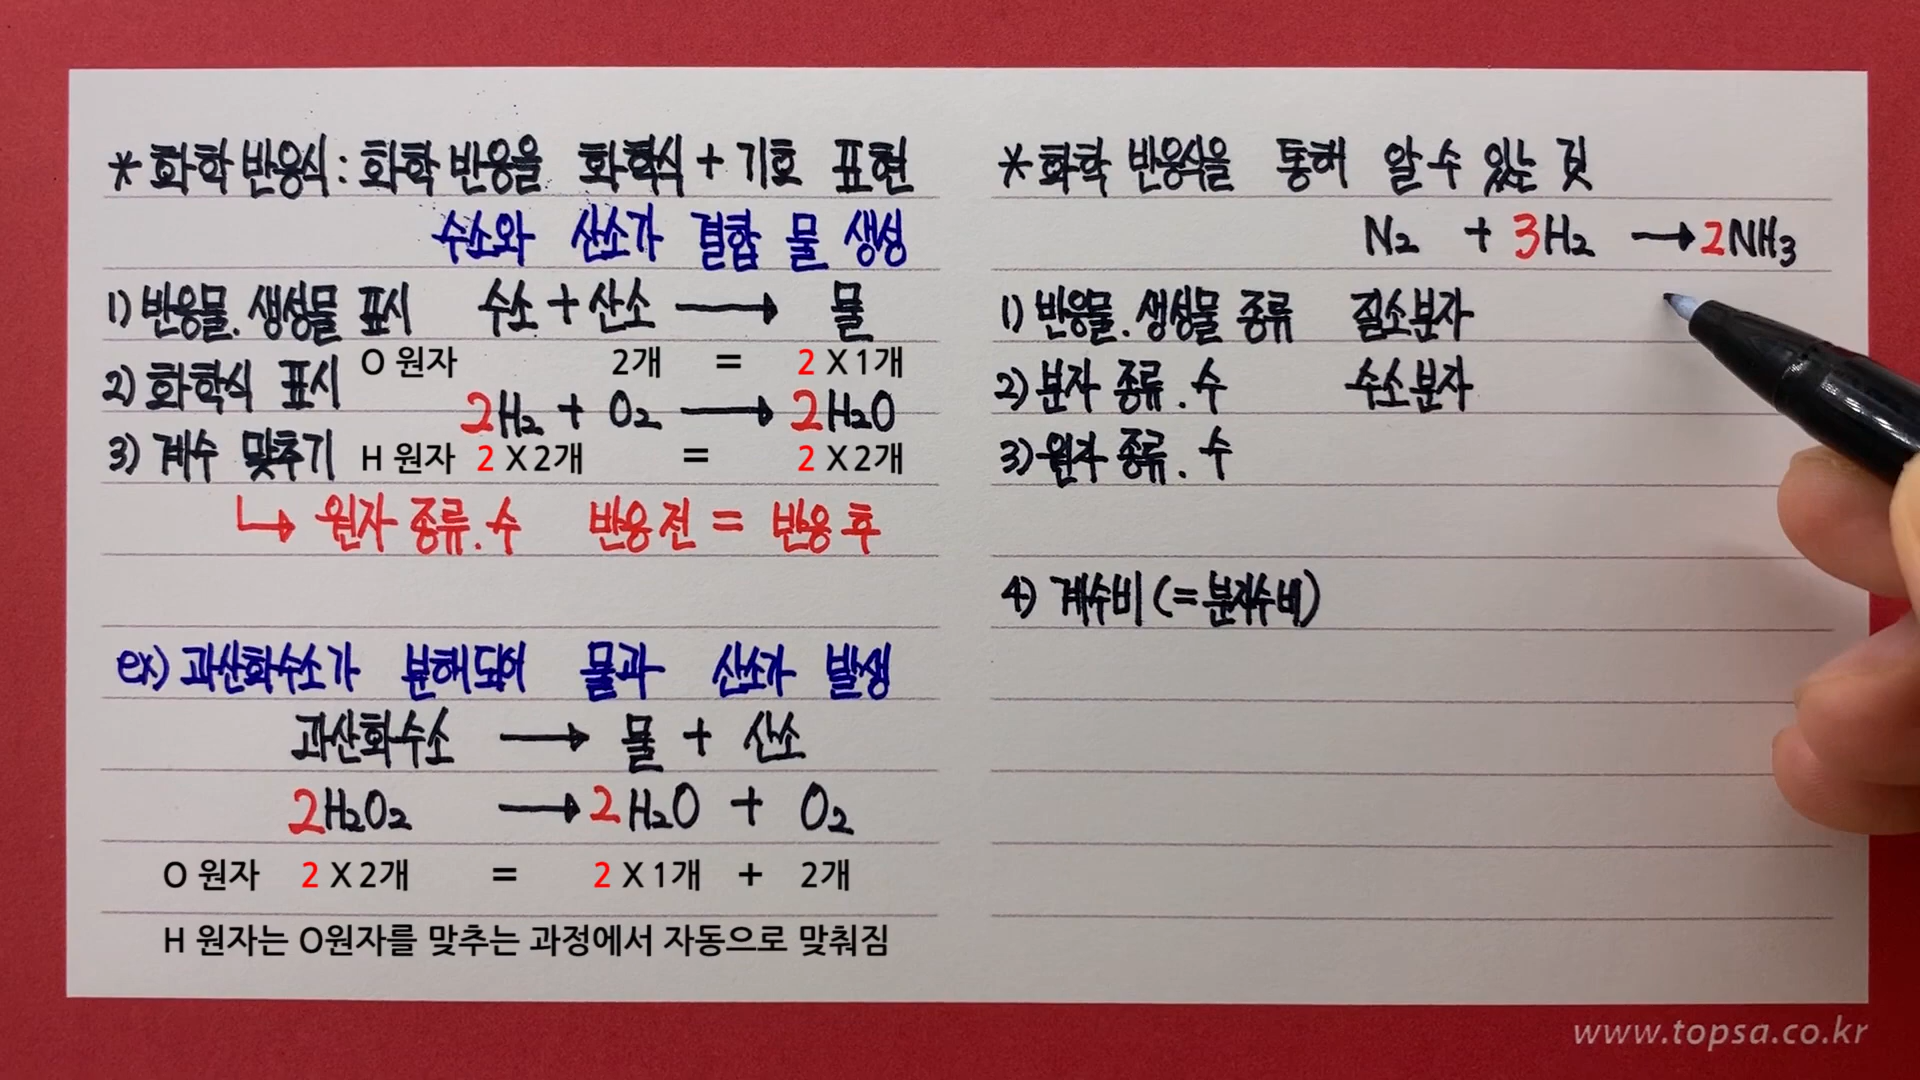 * 화학 반응식 : 화학 반응을 화학식 + 기호 표현
수소와 산소가 결합 물 생성
1) 반응물. 생성물 표시 수소 + 산소 → 물
O 원자 2개 = 2 X 1개
2) 화학식 표시 2H₂ + O₂ → 2H₂O
3) 계수 맞추기 H 원자 2 X 2개 = 2 X 2개
↳ 원자 종류. 수 반응 전 = 반응 후
ex) 과산화수소가 분해되어 물과 산소가 발생
과산화수소 → 물 + 산소
2H₂O₂ → 2H₂O + O₂
O 원자 2 X 2개 = 2 X 1개 + 2개
H 원자는 O원자를 맞추는 과정에서 자동으로 맞춰짐
* 화학 반응식을 통해 알 수 있는 것
N₂ + 3H₂ → 2NH₃
1) 반응물. 생성물 종류 질소분자
2) 분자 종류. 수 수소분자
3) 원자 종류. 수
4) 계수비 (= 분자수비)
www.topsa.co.kr